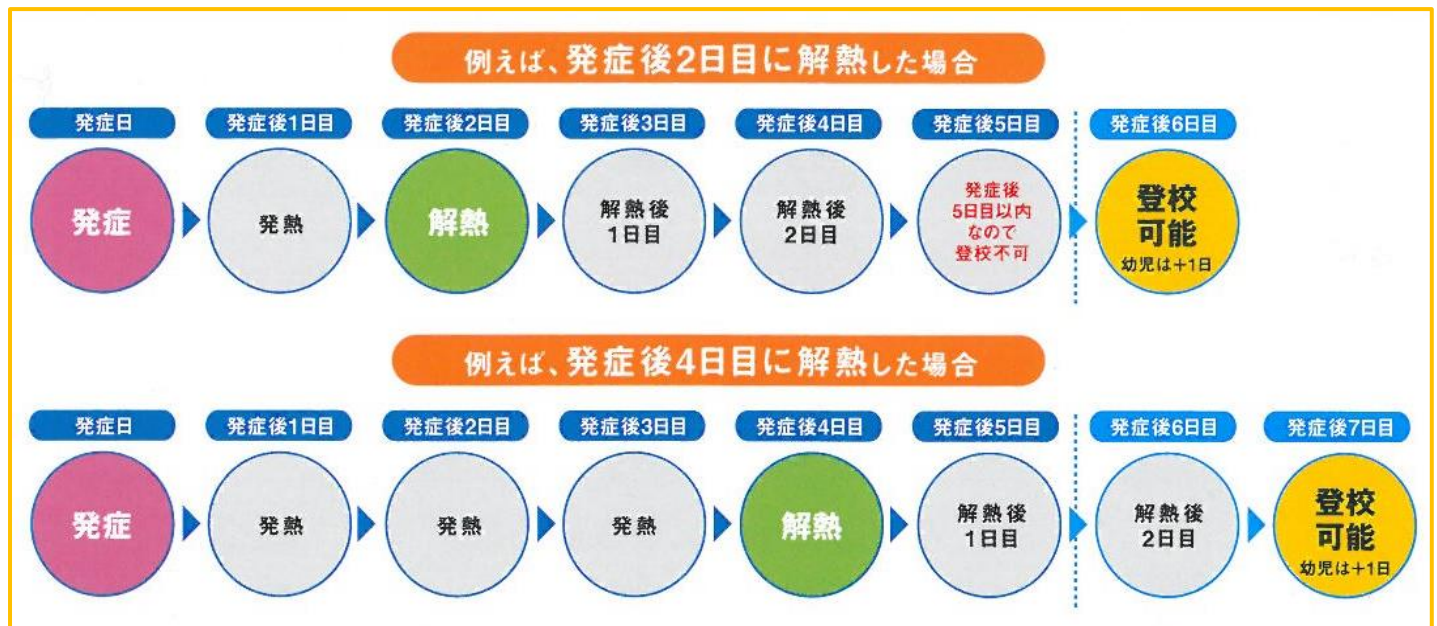 例えば、発症後2日目に解熱した場合
発症日
発症後1日目
発症後2日目
発症後3日目
発症後4日目
発症後5日目
発症後6日目
発症
発熱
解熱
解熱後
1日目
解熱後
2日目
発症後
5日目以内
なので
登校不可
登校
可能
幼児は+1日
例えば、発症後4日目に解熱した場合
発症日
発症後1日目
発症後2日目
発症後3日目
発症後4日目
発症後5日目
発症後6日目
発症後7日目
発症
発熱
発熱
発熱
解熱
解熱後
1日目
解熱後
2日目
登校
可能
幼児は+1日